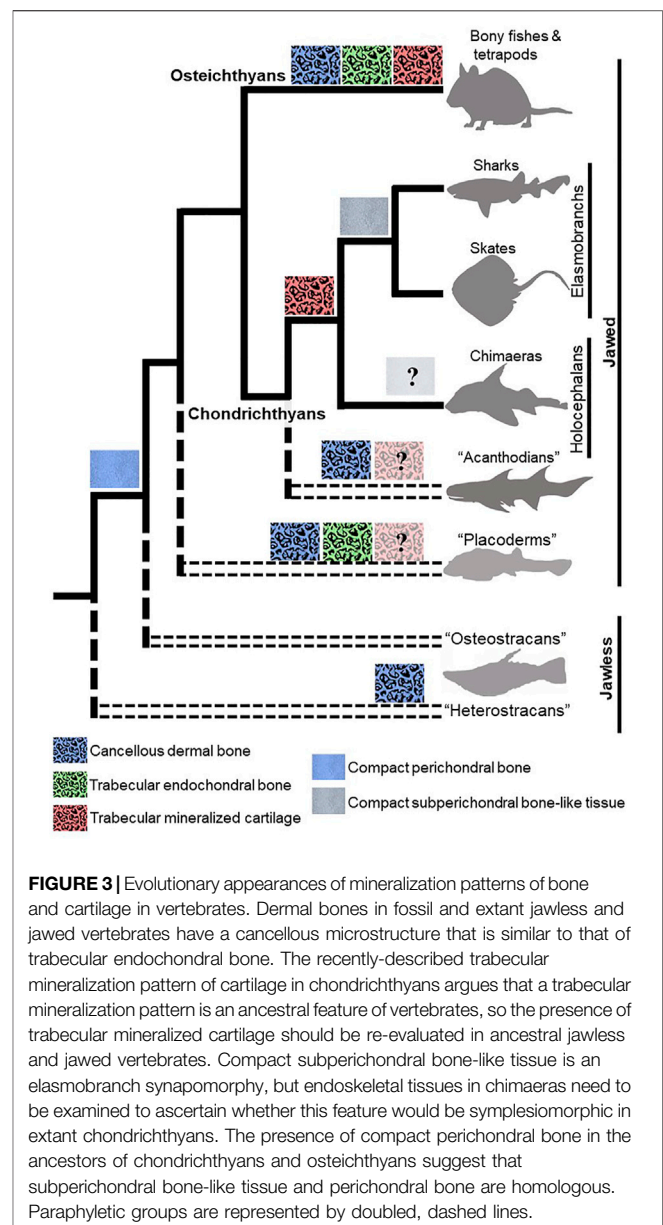 Bony fishes &
tetrapods
Osteichthyans
Sharks
Skates
Elasmobranchs
?
Chimaeras
Holocephalans
Jawed
Chondrichthyans
?
"Acanthodians"
?
"Placoderms"
"Osteostracans"
Jawless
"Heterostracans"
Cancellous dermal bone
Trabecular endochondral bone
Trabecular mineralized cartilage
Compact perichondral bone
Compact subperichondral bone-like tissue
FIGURE 3 | Evolutionary appearances of mineralization patterns of bone
and cartilage in vertebrates. Dermal bones in fossil and extant jawless and
jawed vertebrates have a cancellous microstructure that is similar to that of
trabecular endochondral bone. The recently-described trabecular
mineralization pattern of cartilage in chondrichthyans argues that a trabecular
mineralization pattern is an ancestral feature of vertebrates, so the presence of
trabecular mineralized cartilage should be re-evaluated in ancestral jawless
and jawed vertebrates. Compact subperichondral bone-like tissue is an
elasmobranch synapomorphy, but endoskeletal tissues in chimaeras need to
be examined to ascertain whether this feature would be symplesiomorphic in
extant chondrichthyans. The presence of compact perichondral bone in the
ancestors of chondrichthyans and osteichthyans suggest that
subperichondral bone-like tissue and perichondral bone are homologous.
Paraphyletic groups are represented by doubled, dashed lines.